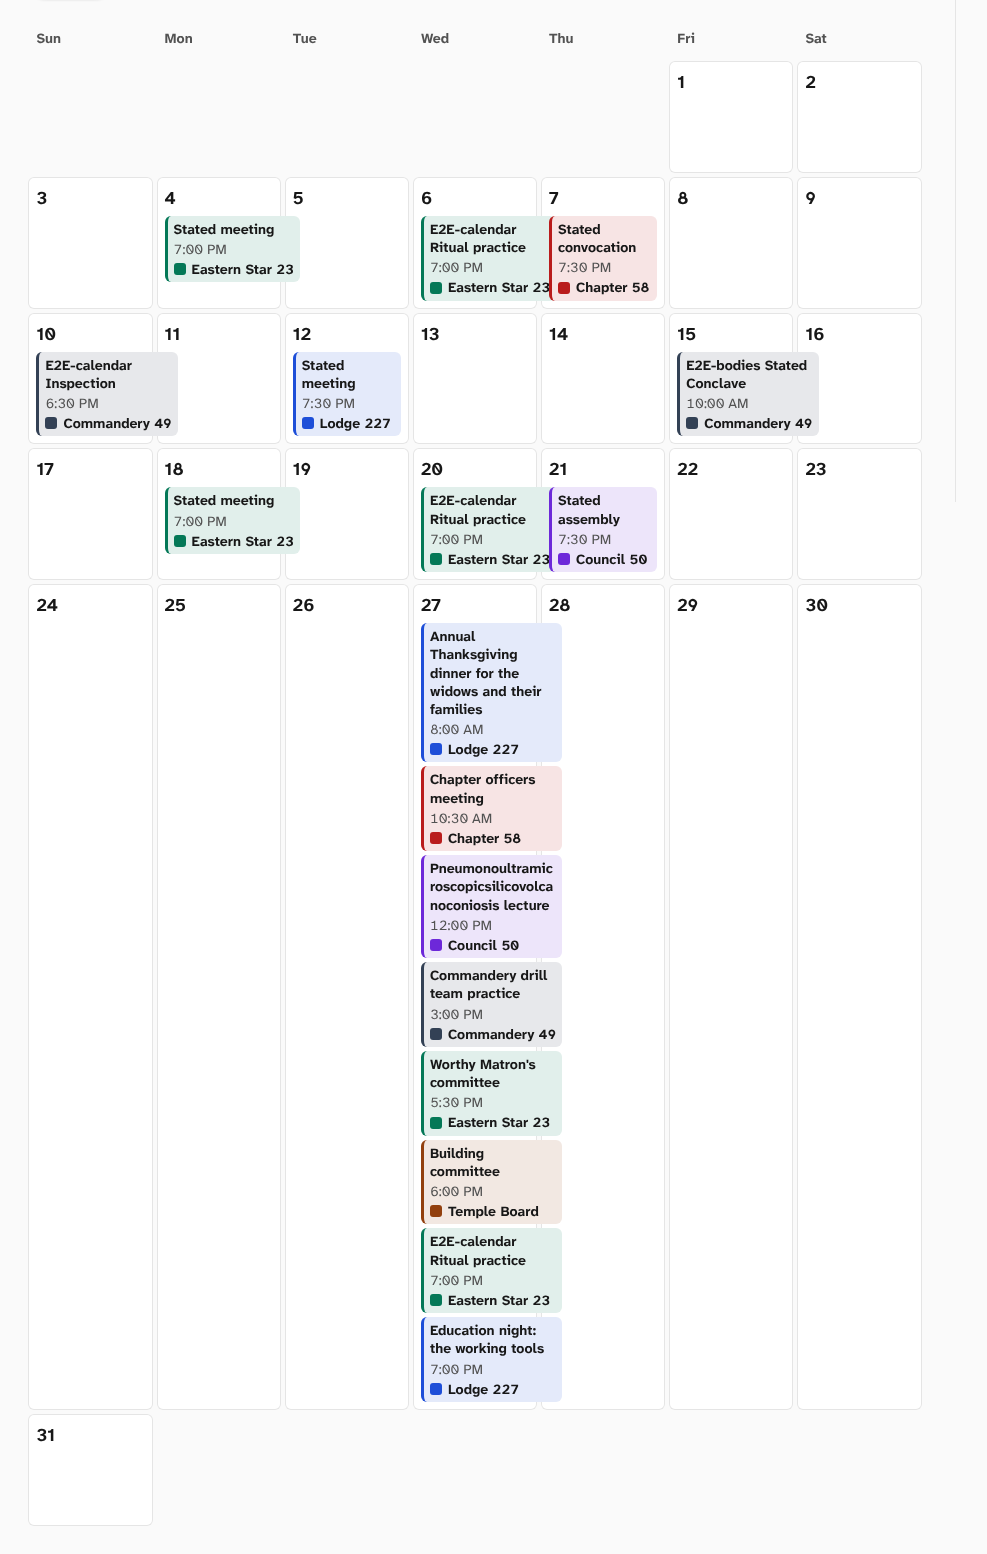 Sun Mon Tue Wed Thu Fri Sat
1 2
3 4 5 6 7 8 9
Stated meeting
7:00 PM
Eastern Star 23
E2E-calendar
Ritual practice
7:00 PM
Eastern Star 23
Stated
convocation
7:30 PM
Chapter 58
10 11 12 13 14 15 16
E2E-calendar
Inspection
6:30 PM
Commandery 49
Stated
meeting
7:30 PM
Lodge 227
E2E-bodies Stated
Conclave
10:00 AM
Commandery 49
17 18 19 20 21 22 23
Stated meeting
7:00 PM
Eastern Star 23
E2E-calendar
Ritual practice
7:00 PM
Eastern Star 23
Stated
assembly
7:30 PM
Council 50
24 25 26 27 28 29 30
Annual
Thanksgiving
dinner for the
widows and their
families
8:00 AM
Lodge 227
Chapter officers
meeting
10:30 AM
Chapter 58
Pneumonoultramic
roscopicsilicovolca
noconiosis lecture
12:00 PM
Council 50
Commandery drill
team practice
3:00 PM
Commandery 49
Worthy Matron's
committee
5:30 PM
Eastern Star 23
Building
committee
6:00 PM
Temple Board
E2E-calendar
Ritual practice
7:00 PM
Eastern Star 23
Education night:
the working tools
7:00 PM
Lodge 227
31